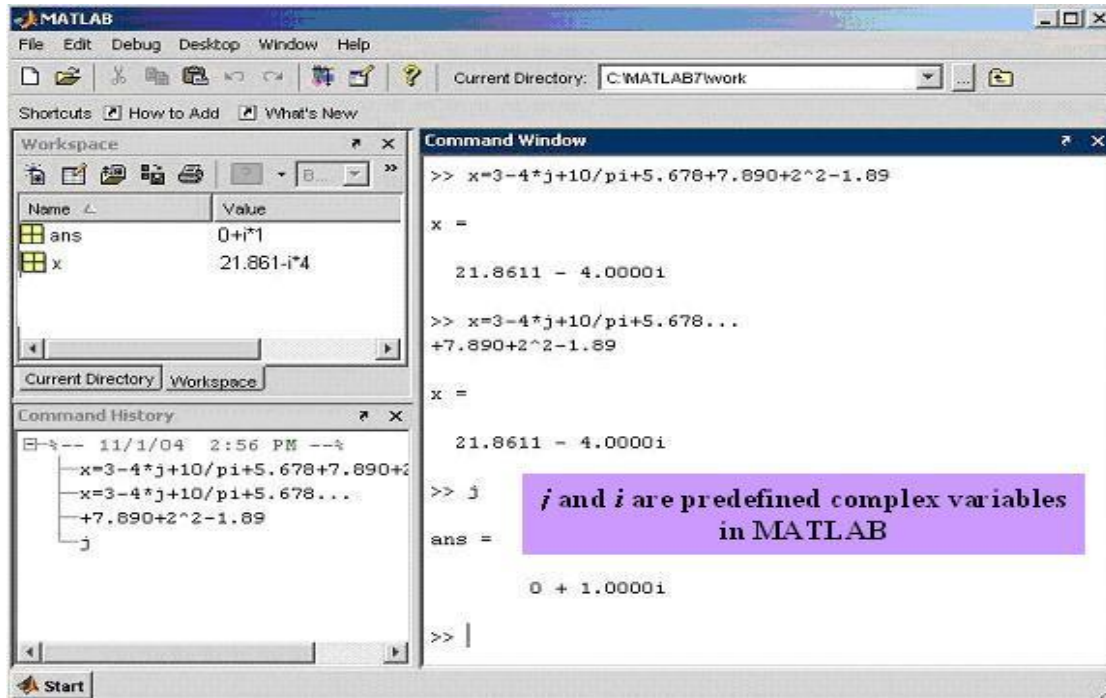 MATLAB
File Edit Debug Desktop Window Help
Current Directory: C:\MATLAB7\work
Shortcuts How to Add What's New
Workspace
B...
Name Value
ans 0+i*1
x 21.861-i*4
Current Directory Workspace
Command History
%-- 11/1/04 2:56 PM --%
x=3-4*j+10/pi+5.678+7.890+2
x=3-4*j+10/pi+5.678...
+7.890+2^2-1.89
j
Command Window
>> x=3-4*j+10/pi+5.678+7.890+2^2-1.89
x =
21.8611 - 4.0000i
>> x=3-4*j+10/pi+5.678...
+7.890+2^2-1.89
x =
21.8611 - 4.0000i
>> j
j and i are predefined complex variables
in MATLAB
ans =
0 + 1.0000i
>>
Start